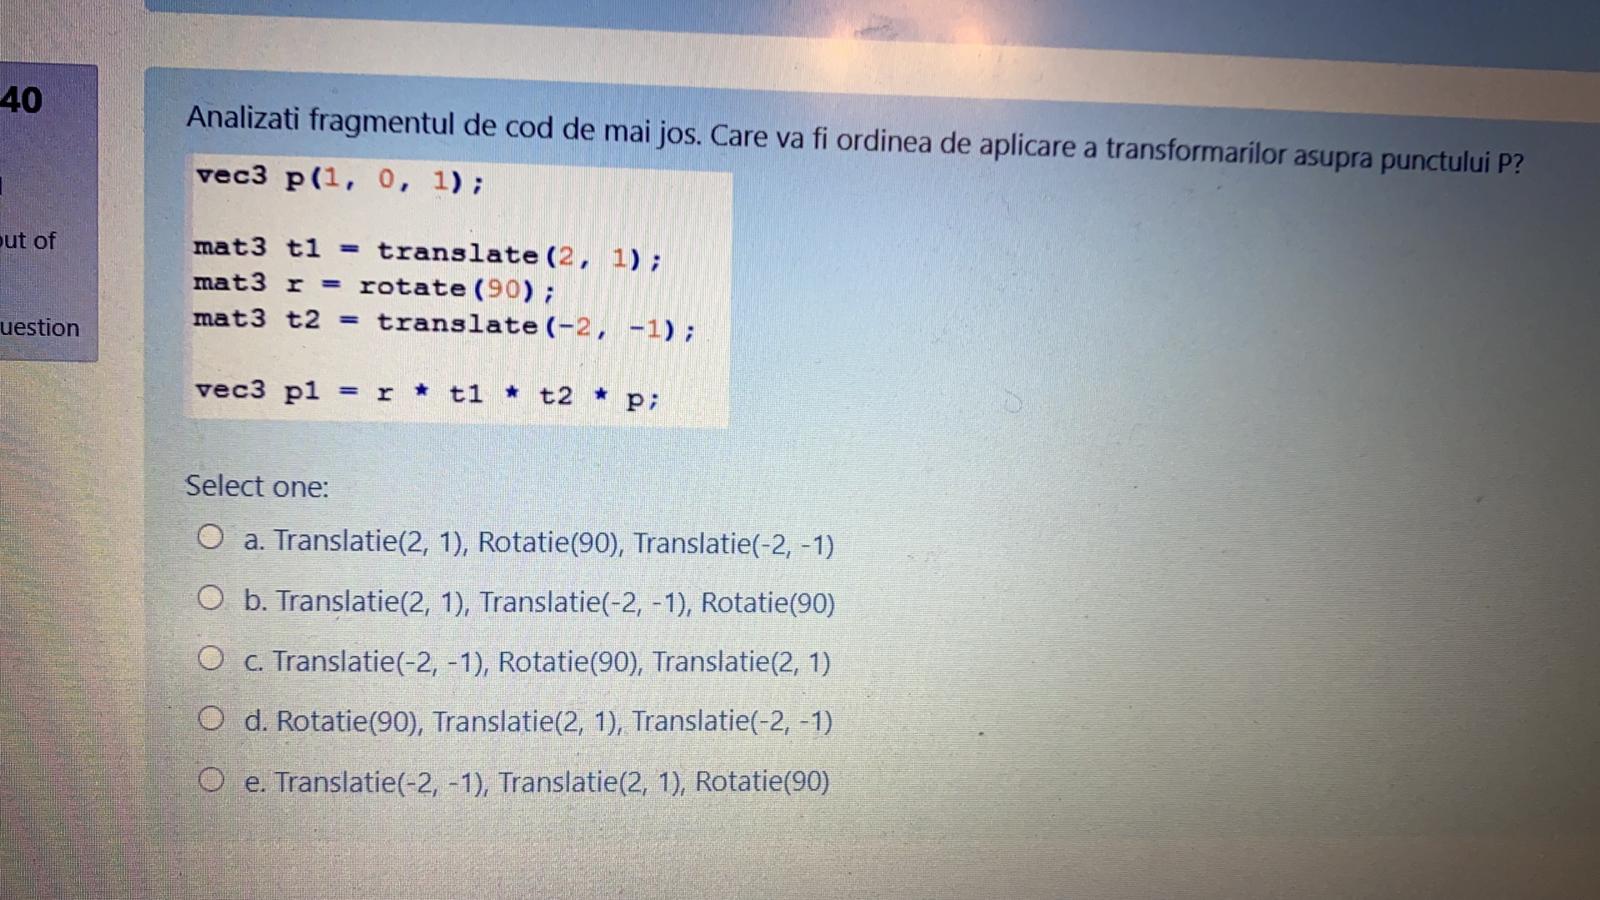 40
out of
uestion
Analizati fragmentul de cod de mai jos. Care va fi ordinea de aplicare a transformarilor asupra punctului P?
vec3 p(1, 0, 1);
mat3 t1 = translate(2, 1);
mat3 r = rotate(90);
mat3 t2 = translate(-2, -1);
vec3 p1 = r * t1 * t2 * p;
Select one:
a. Translatie(2, 1), Rotatie(90), Translatie(-2, -1)
b. Translatie(2, 1), Translatie(-2, -1), Rotatie(90)
c. Translatie(-2, -1), Rotatie(90), Translatie(2, 1)
d. Rotatie(90), Translatie(2, 1), Translatie(-2, -1)
e. Translatie(-2, -1), Translatie(2, 1), Rotatie(90)